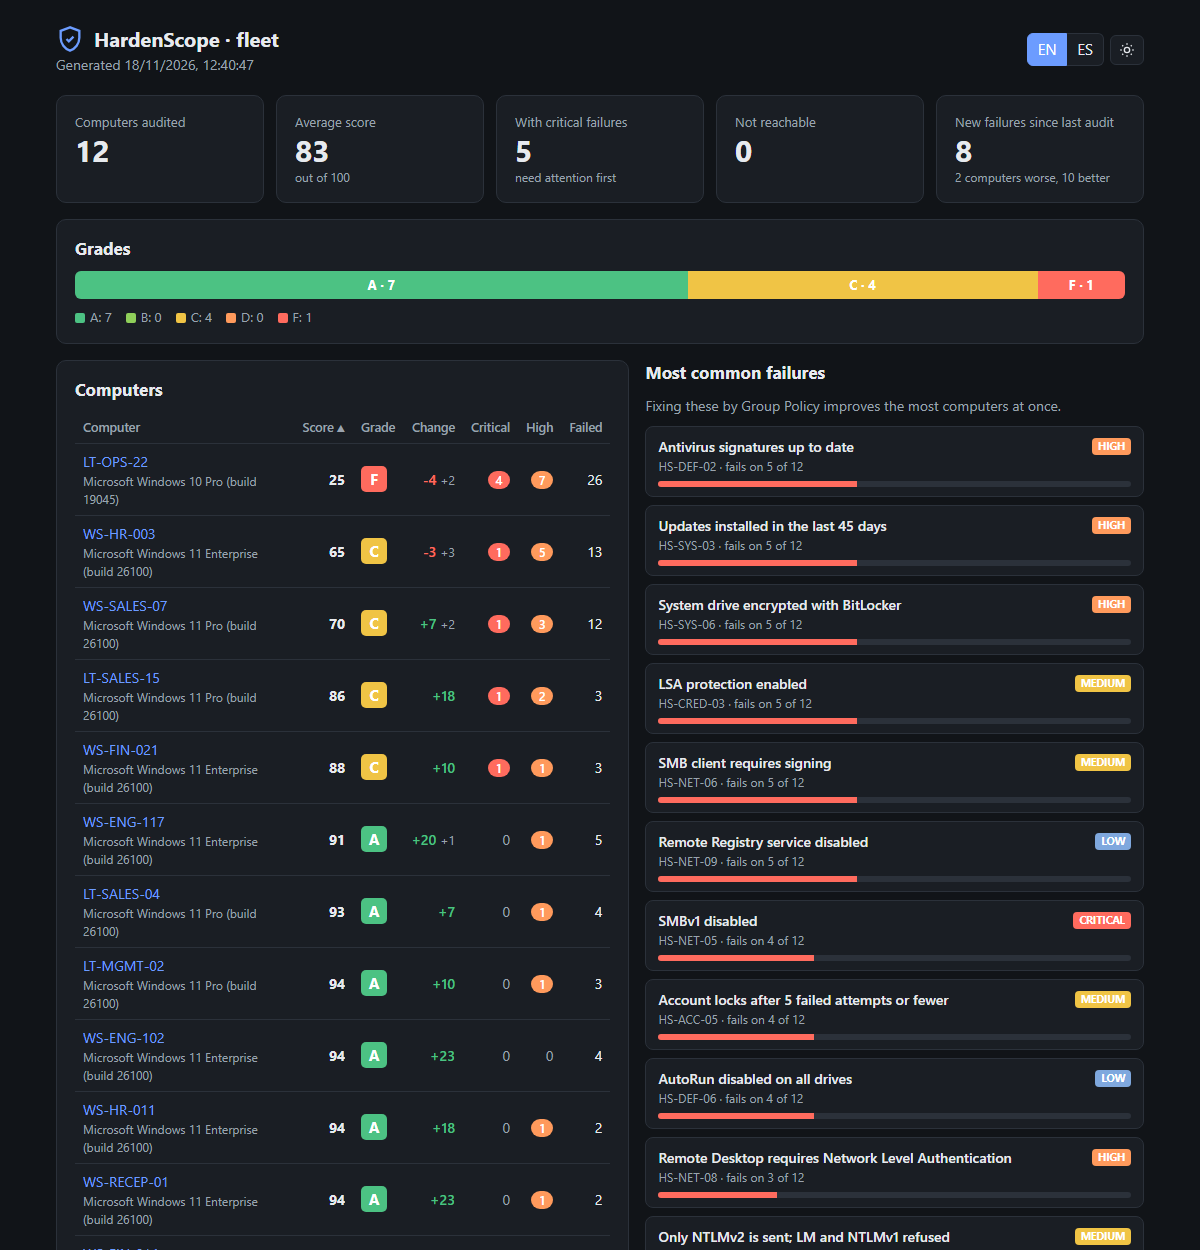 HardenScope · fleet
Generated 18/11/2026, 12:40:47
EN ES
Computers audited
12
Average score
83
out of 100
With critical failures
5
need attention first
Not reachable
0
New failures since last audit
8
2 computers worse, 10 better
Grades
A · 7 C · 4 F · 1
A: 7 B: 0 C: 4 D: 0 F: 1
Computers
Computer Score▲ Grade Change Critical High Failed
LT-OPS-22
Microsoft Windows 10 Pro (build
19045)
25 F -4 +2 4 7 26
WS-HR-003
Microsoft Windows 11 Enterprise
(build 26100)
65 C -3 +3 1 5 13
WS-SALES-07
Microsoft Windows 11 Pro (build
26100)
70 C +7 +2 1 3 12
LT-SALES-15
Microsoft Windows 11 Pro (build
26100)
86 C +18 1 2 3
WS-FIN-021
Microsoft Windows 11 Enterprise
(build 26100)
88 C +10 1 1 3
WS-ENG-117
Microsoft Windows 11 Enterprise
(build 26100)
91 A +20 +1 0 1 5
LT-SALES-04
Microsoft Windows 11 Pro (build
26100)
93 A +7 0 1 4
LT-MGMT-02
Microsoft Windows 11 Pro (build
26100)
94 A +10 0 1 3
WS-ENG-102
Microsoft Windows 11 Enterprise
(build 26100)
94 A +23 0 0 4
WS-HR-011
Microsoft Windows 11 Enterprise
(build 26100)
94 A +18 0 1 2
WS-RECEP-01
Microsoft Windows 11 Enterprise
(build 26100)
94 A +23 0 1 2
Most common failures
Fixing these by Group Policy improves the most computers at once.
Antivirus signatures up to date HIGH
HS-DEF-02 · fails on 5 of 12
Updates installed in the last 45 days HIGH
HS-SYS-03 · fails on 5 of 12
System drive encrypted with BitLocker HIGH
HS-SYS-06 · fails on 5 of 12
LSA protection enabled MEDIUM
HS-CRED-03 · fails on 5 of 12
SMB client requires signing MEDIUM
HS-NET-06 · fails on 5 of 12
Remote Registry service disabled LOW
HS-NET-09 · fails on 5 of 12
SMBv1 disabled CRITICAL
HS-NET-05 · fails on 4 of 12
Account locks after 5 failed attempts or fewer MEDIUM
HS-ACC-05 · fails on 4 of 12
AutoRun disabled on all drives LOW
HS-DEF-06 · fails on 4 of 12
Remote Desktop requires Network Level Authentication HIGH
HS-NET-08 · fails on 3 of 12
Only NTLMv2 is sent; LM and NTLMv1 refused MEDIUM